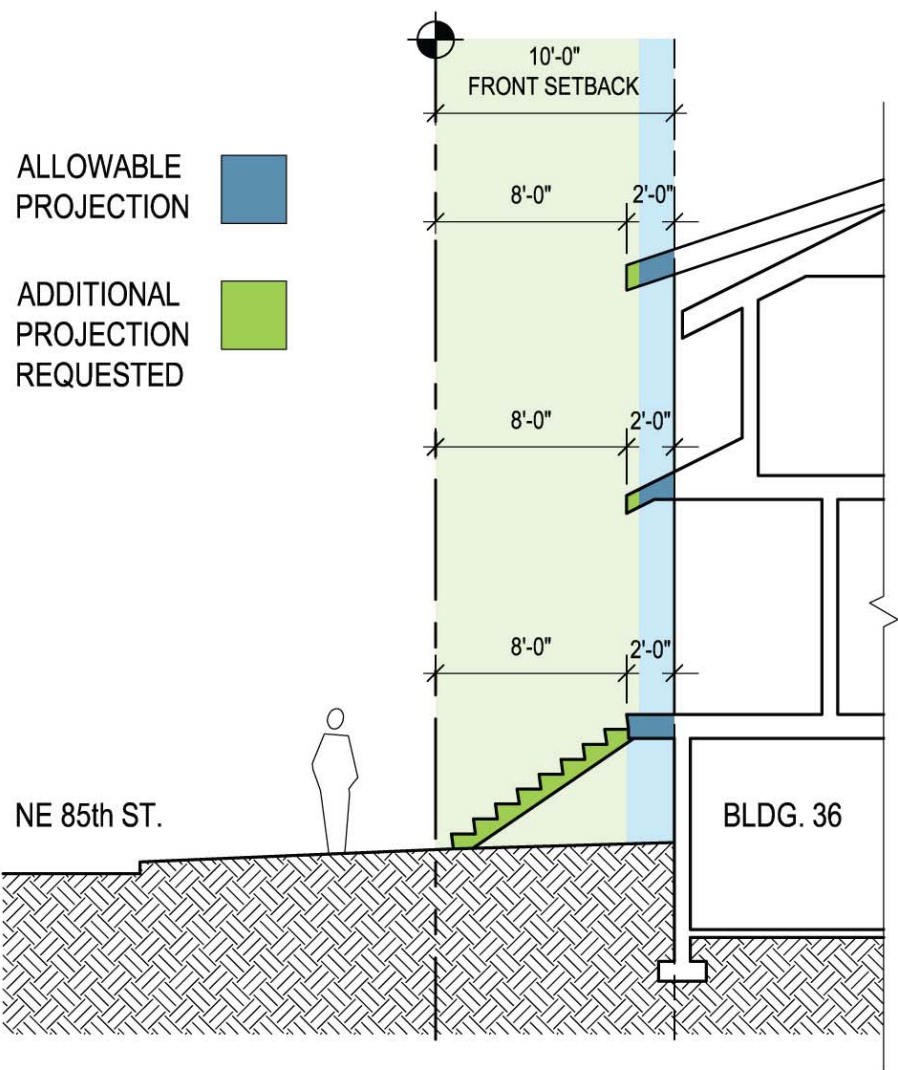 10'-0"
FRONT SETBACK
ALLOWABLE
PROJECTION
8'-0" 2'-0"
ADDITIONAL
PROJECTION
REQUESTED
8'-0" 2'-0"
8'-0" 2'-0"
NE 85th ST.
BLDG. 36